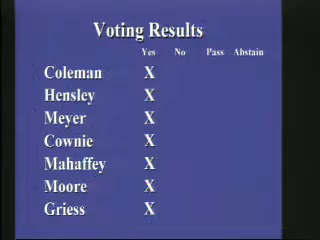 Voting Results
Yes No Pass Abstain
Coleman X
Hensley X
Meyer X
Cownie X
Mahaffey X
Moore X
Griess X